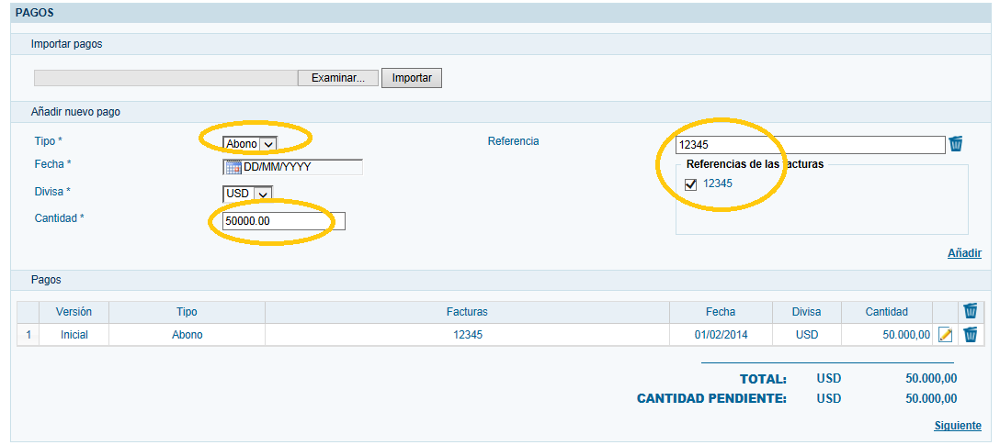 PAGOS
Importar pagos
Examinar... Importar
Añadir nuevo pago
Tipo * Abono Referencia 12345
Fecha * DD/MM/YYYY Referencias de las facturas
12345
Divisa * USD
Cantidad * 50000.00
Añadir
Pagos
Versión Tipo Facturas Fecha Divisa Cantidad
1 Inicial Abono 12345 01/02/2014 USD 50.000,00
TOTAL: USD 50.000,00
CANTIDAD PENDIENTE: USD 50.000,00
Siguiente